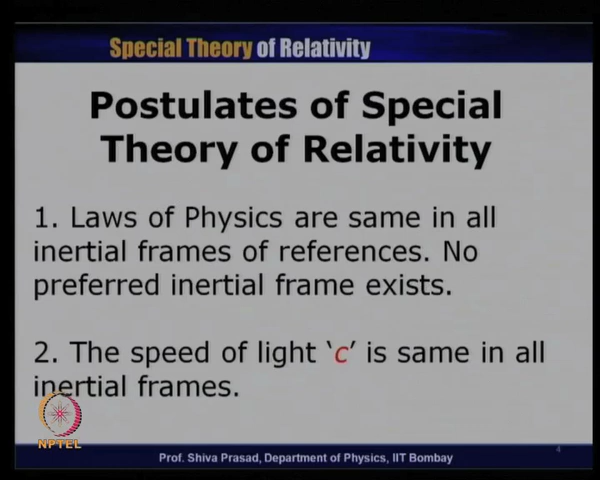 Special Theory of Relativity
Postulates of Special
Theory of Relativity
1. Laws of Physics are same in all
inertial frames of references. No
preferred inertial frame exists.
2. The speed of light ‘c’ is same in all
inertial frames.
NPTEL
4
Prof. Shiva Prasad, Department of Physics, IIT Bombay